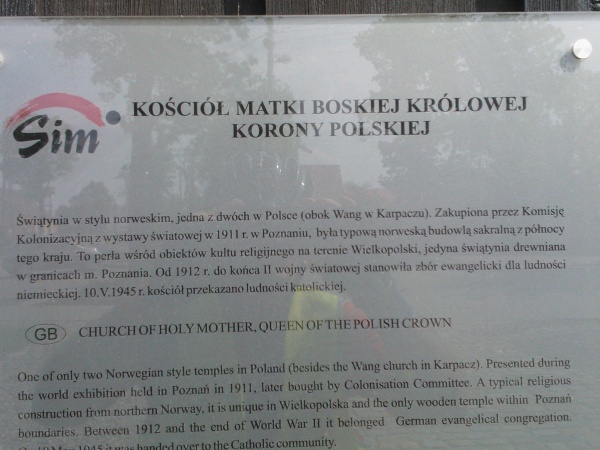 Sim
KOŚCIÓŁ MATKI BOSKIEJ KRÓLOWEJ
KORONY POLSKIEJ
Świątynia w stylu norweskim, jedna z dwóch w Polsce (obok Wang w Karpaczu). Zakupiona przez Komisję
Kolonizacyjną z wystawy światowej w 1911 r. w Poznaniu, była typową norweską budowlą sakralną z północy
tego kraju. To perła wśród obiektów kultu religijnego na terenie Wielkopolski, jedyna świątynia drewniana
w granicach m. Poznania. Od 1912 r. do końca II wojny światowej stanowiła zbór ewangelicki dla ludności
niemieckiej. 10.V.1945 r. kościół przekazano ludności katolickiej.
GB CHURCH OF HOLY MOTHER, QUEEN OF THE POLISH CROWN
One of only two Norwegian style temples in Poland (besides the Wang church in Karpacz). Presented during
the world exhibition held in Poznań in 1911, later bought by Colonisation Committee. A typical religious
construction from northern Norway, it is unique in Wielkopolska and the only wooden temple within Poznań
boundaries. Between 1912 and the end of World War II it belonged German evangelical congregation.
On 10 May 1945 it was handed over to the Catholic community.